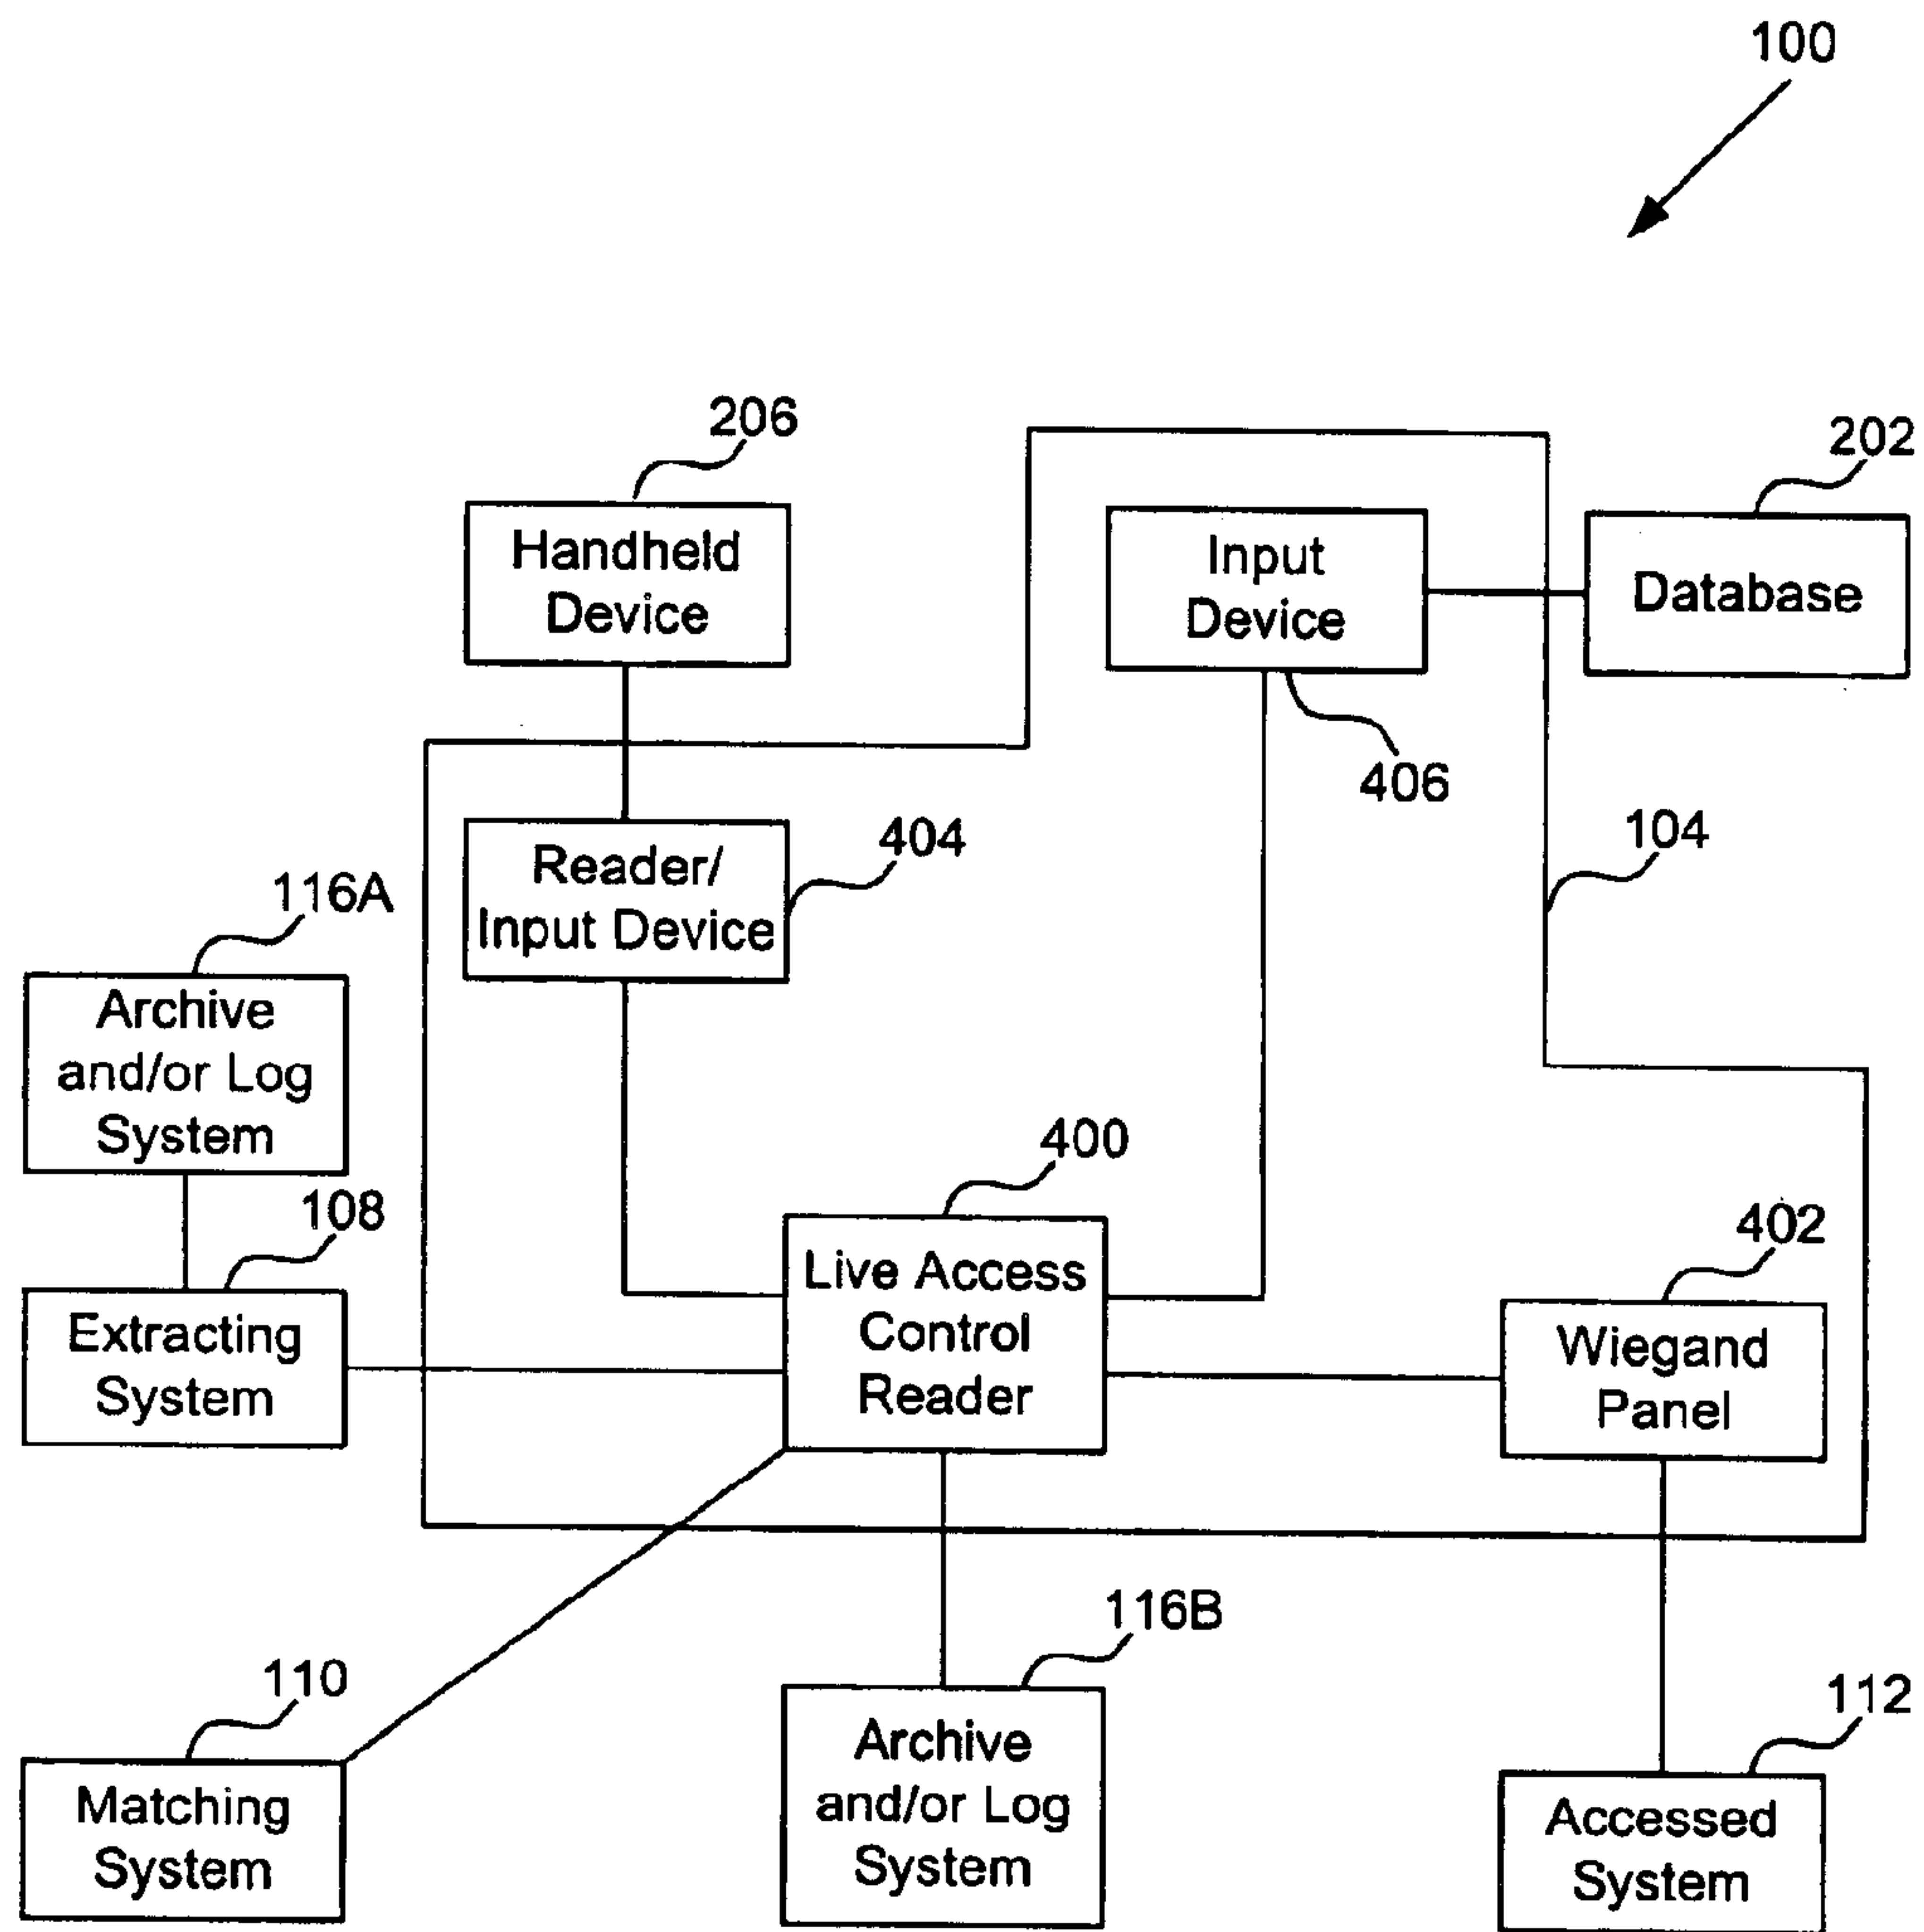 100
206
202
Handheld
Device
Input
Device
Database
406
404
104
Reader/
Input Device
116A
Archive
and/or Log
System
400
108
402
Live Access
Control
Reader
Extracting
System
Wiegand
Panel
116B
110
112
Matching
System
Archive
and/or Log
System
Accessed
System